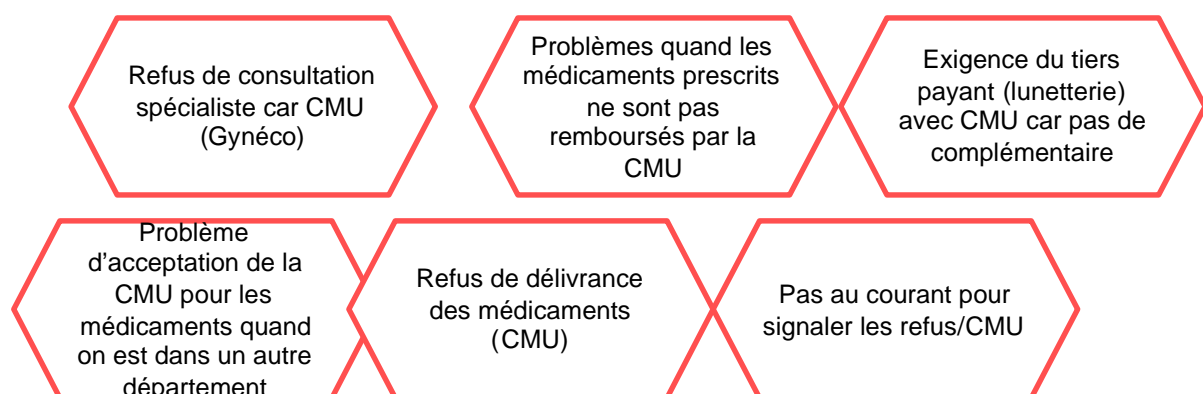 Refus de consultation
spécialiste car CMU
(Gynéco)
Problèmes quand les
médicaments prescrits
ne sont pas
remboursés par la
CMU
Exigence du tiers
payant (lunetterie)
avec CMU car pas de
complémentaire
Problème
d'acceptation de la
CMU pour les
médicaments quand
on est dans un autre
département
Refus de délivrance
des médicaments
(CMU)
Pas au courant pour
signaler les refus/CMU